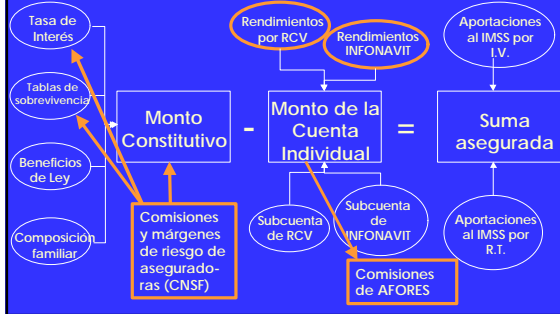 Tasa de
Interés
Tablas de
sobrevivencia
Beneficios
de Ley
Composición
familiar
Monto
Constitutivo
-
Rendimientos
por RCV
Rendimientos
INFONAVIT
Monto de la
Cuenta
Individual
=
Aportaciones
al IMSS por
I.V.
Suma
asegurada
Comisiones
y márgenes
de riesgo de
asegurado-
ras (CNSF)
Subcuenta
de RCV
Subcuenta
de
INFONAVIT
Comisiones
de AFORES
Aportaciones
al IMSS por
R.T.